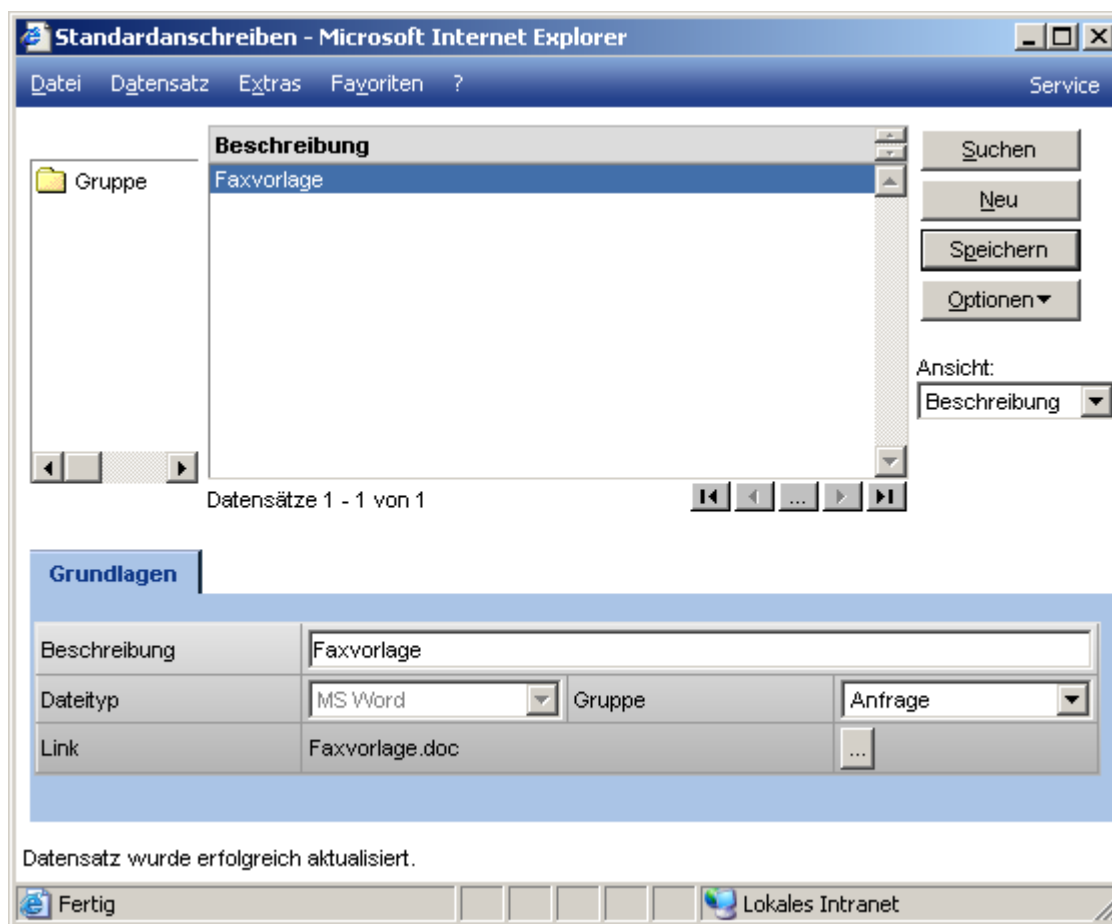 Standardanschreiben - Microsoft Internet Explorer
Datei Datensatz Extras Favoriten ? Service
Gruppe
Beschreibung
Faxvorlage
Suchen
Neu
Speichern
Optionen
Ansicht:
Beschreibung
Datensätze 1 - 1 von 1
...
Grundlagen
Beschreibung Faxvorlage
Dateityp MS Word Gruppe Anfrage
Link Faxvorlage.doc ...
Datensatz wurde erfolgreich aktualisiert.
Fertig Lokales Intranet